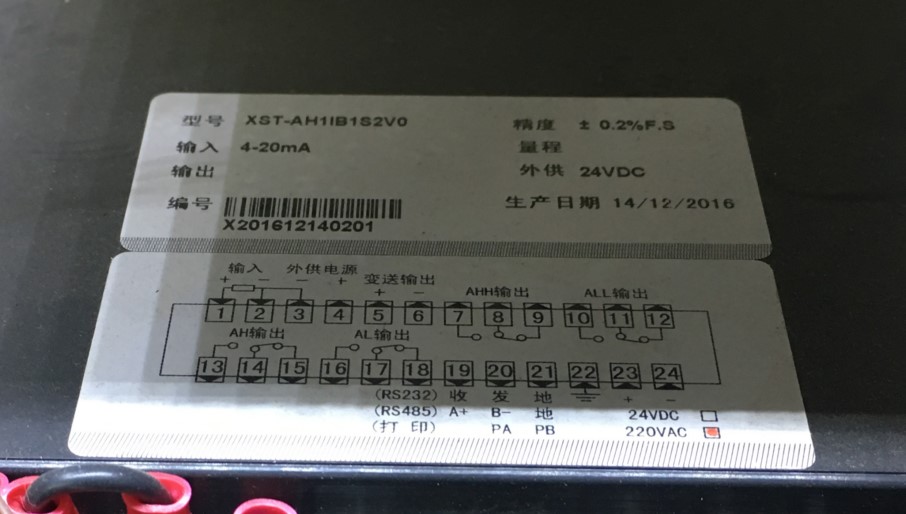 型号 XST-AH1IB1S2V0 精度 ± 0.2%F.S
输入 4-20mA 量程
输出 外供 24VDC
编号 生产日期 14/12/2016
X201612140201
输入 外供电源 变送输出
+ − − + + − AHH输出 ALL输出
1 2 3 4 5 6 7 8 9 10 11 12
AH输出 AL输出
13 14 15 16 17 18 19 20 21 22 23 24
(RS232) 收 发 地 + −
(RS485) A+ B- 地 24VDC
(打 印) PA PB 220VAC